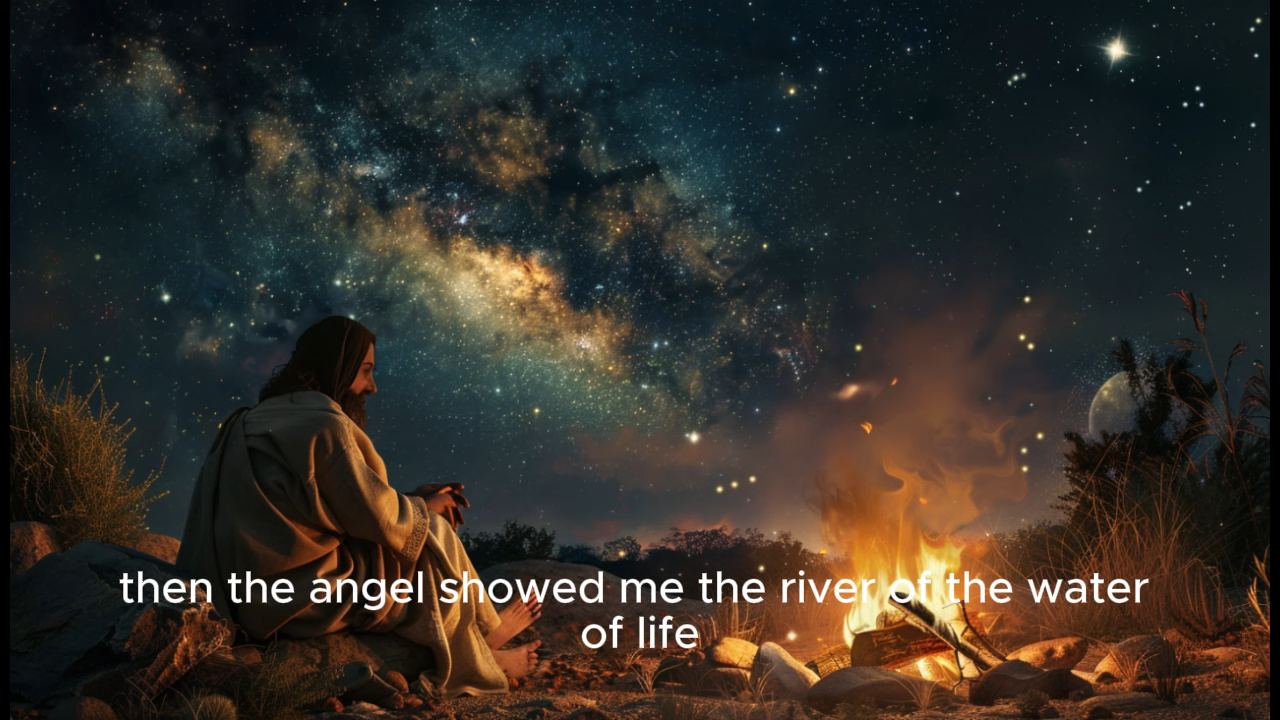 then the angel showed me the river of the water
of life